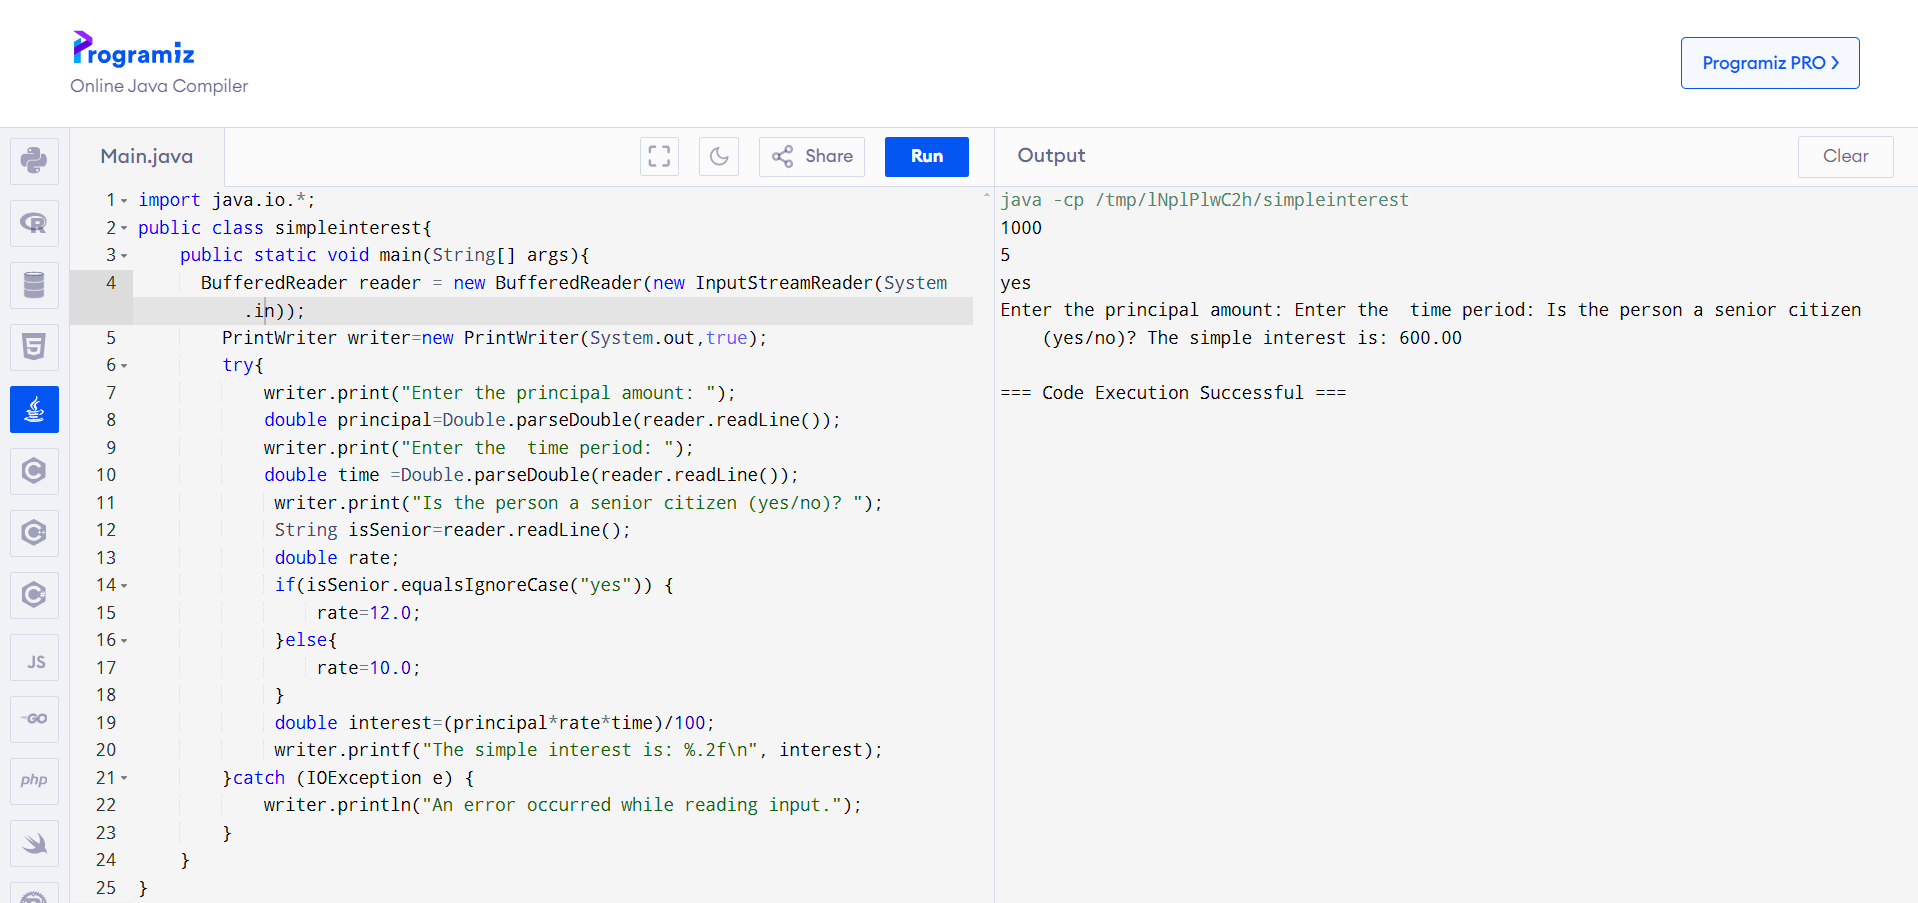 Programiz
Online Java Compiler
Programiz PRO >
Main.java
Share
Run
Output
Clear
1 import java.io.*;
2 public class simpleinterest{
3     public static void main(String[] args){
4       BufferedReader reader = new BufferedReader(new InputStreamReader(System
          .in));
5         PrintWriter writer=new PrintWriter(System.out,true);
6         try{
7             writer.print("Enter the principal amount: ");
8             double principal=Double.parseDouble(reader.readLine());
9             writer.print("Enter the  time period: ");
10             double time =Double.parseDouble(reader.readLine());
11              writer.print("Is the person a senior citizen (yes/no)? ");
12              String isSenior=reader.readLine();
13              double rate;
14              if(isSenior.equalsIgnoreCase("yes")) {
15                  rate=12.0;
16              }else{
17                  rate=10.0;
18              }
19              double interest=(principal*rate*time)/100;
20              writer.printf("The simple interest is: %.2f\n", interest);
21         }catch (IOException e) {
22             writer.println("An error occurred while reading input.");
23         }
24     }
25 }
java -cp /tmp/lNplPlwC2h/simpleinterest
1000
5
yes
Enter the principal amount: Enter the  time period: Is the person a senior citizen
    (yes/no)? The simple interest is: 600.00
=== Code Execution Successful ===
R
5
C
C
C
JS
GO
php